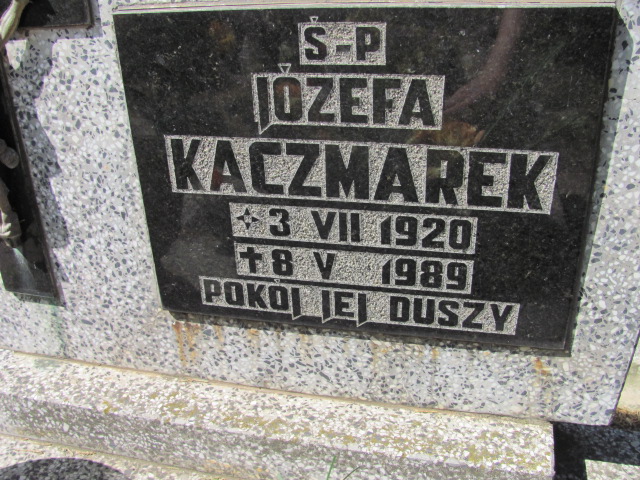 Ś-P
JÓZEFA
KACZMAREK
✧ 3 VII 1920
✝ 8 V 1989
POKÓJ JEJ DUSZY